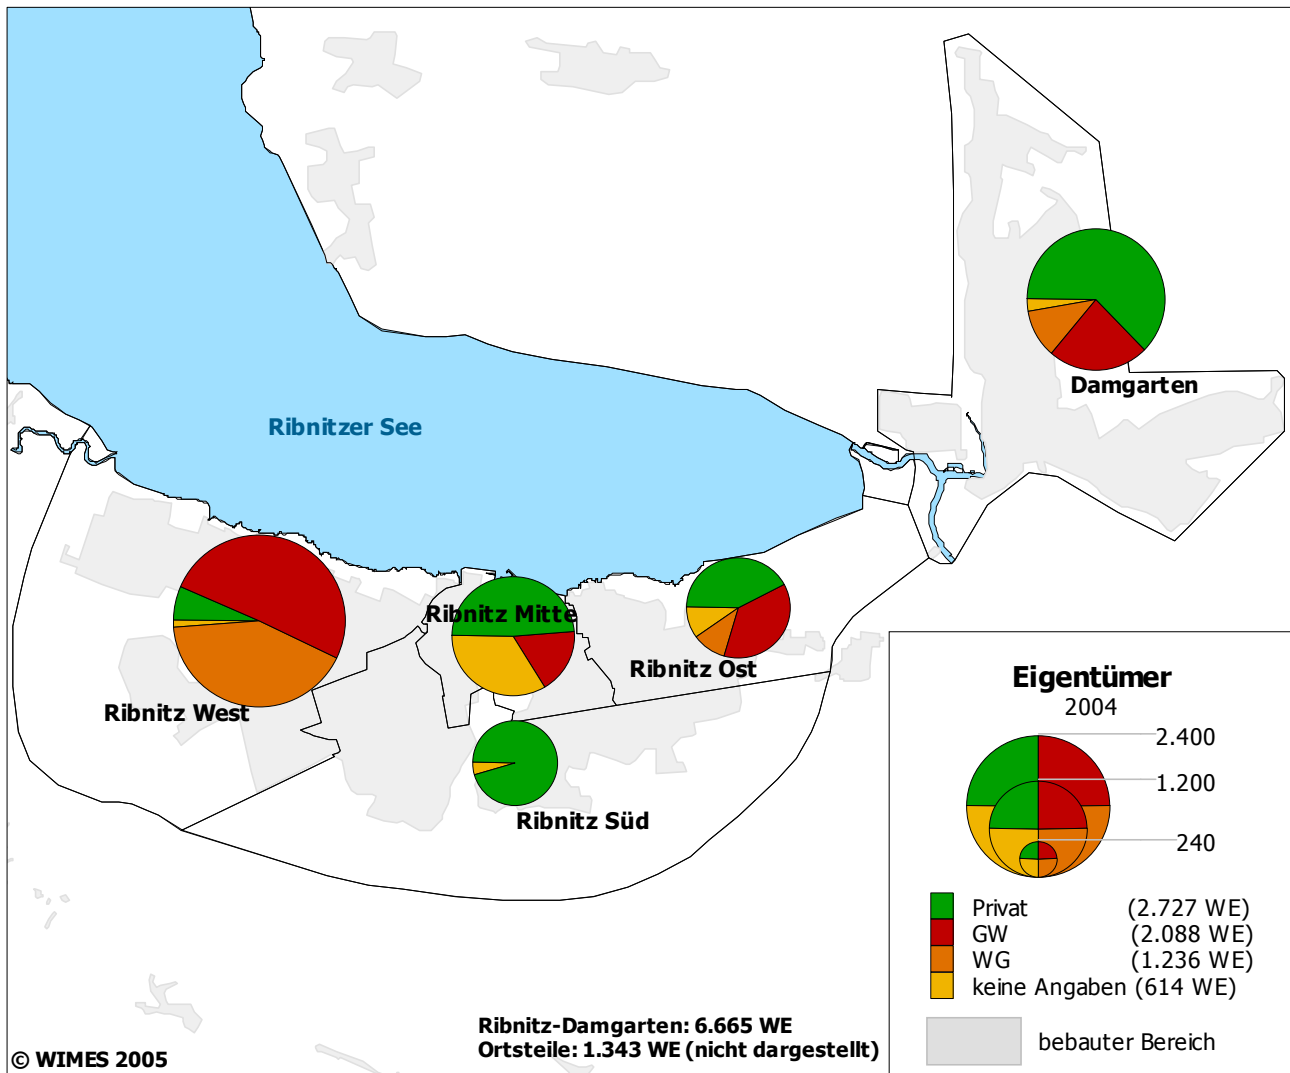 Ribnitzer See
Damgarten
Ribnitz Mitte
Ribnitz Ost
Ribnitz West
Ribnitz Süd
Eigentümer
2004
2.400
1.200
240
Privat (2.727 WE)
GW (2.088 WE)
WG (1.236 WE)
keine Angaben (614 WE)
bebauter Bereich
Ribnitz-Damgarten: 6.665 WE
Ortsteile: 1.343 WE (nicht dargestellt)
© WIMES 2005